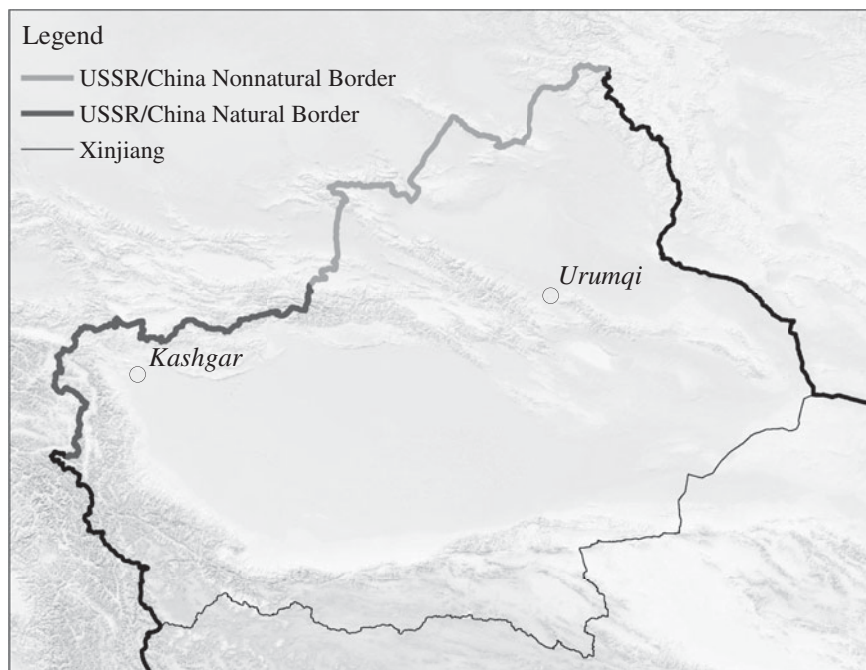 Legend
USSR/China Nonnatural Border
USSR/China Natural Border
Xinjiang
Urumqi
Kashgar